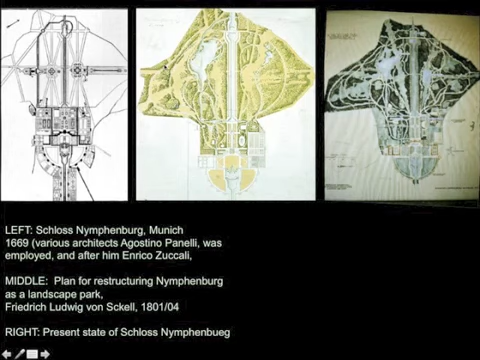 LEFT: Schloss Nymphenburg, Munich
1669 (various architects Agostino Panelli, was
employed, and after him Enrico Zuccali,
MIDDLE: Plan for restructuring Nymphenburg
as a landscape park,
Friedrich Ludwig von Sckell, 1801/04
RIGHT: Present state of Schloss Nymphenbueg